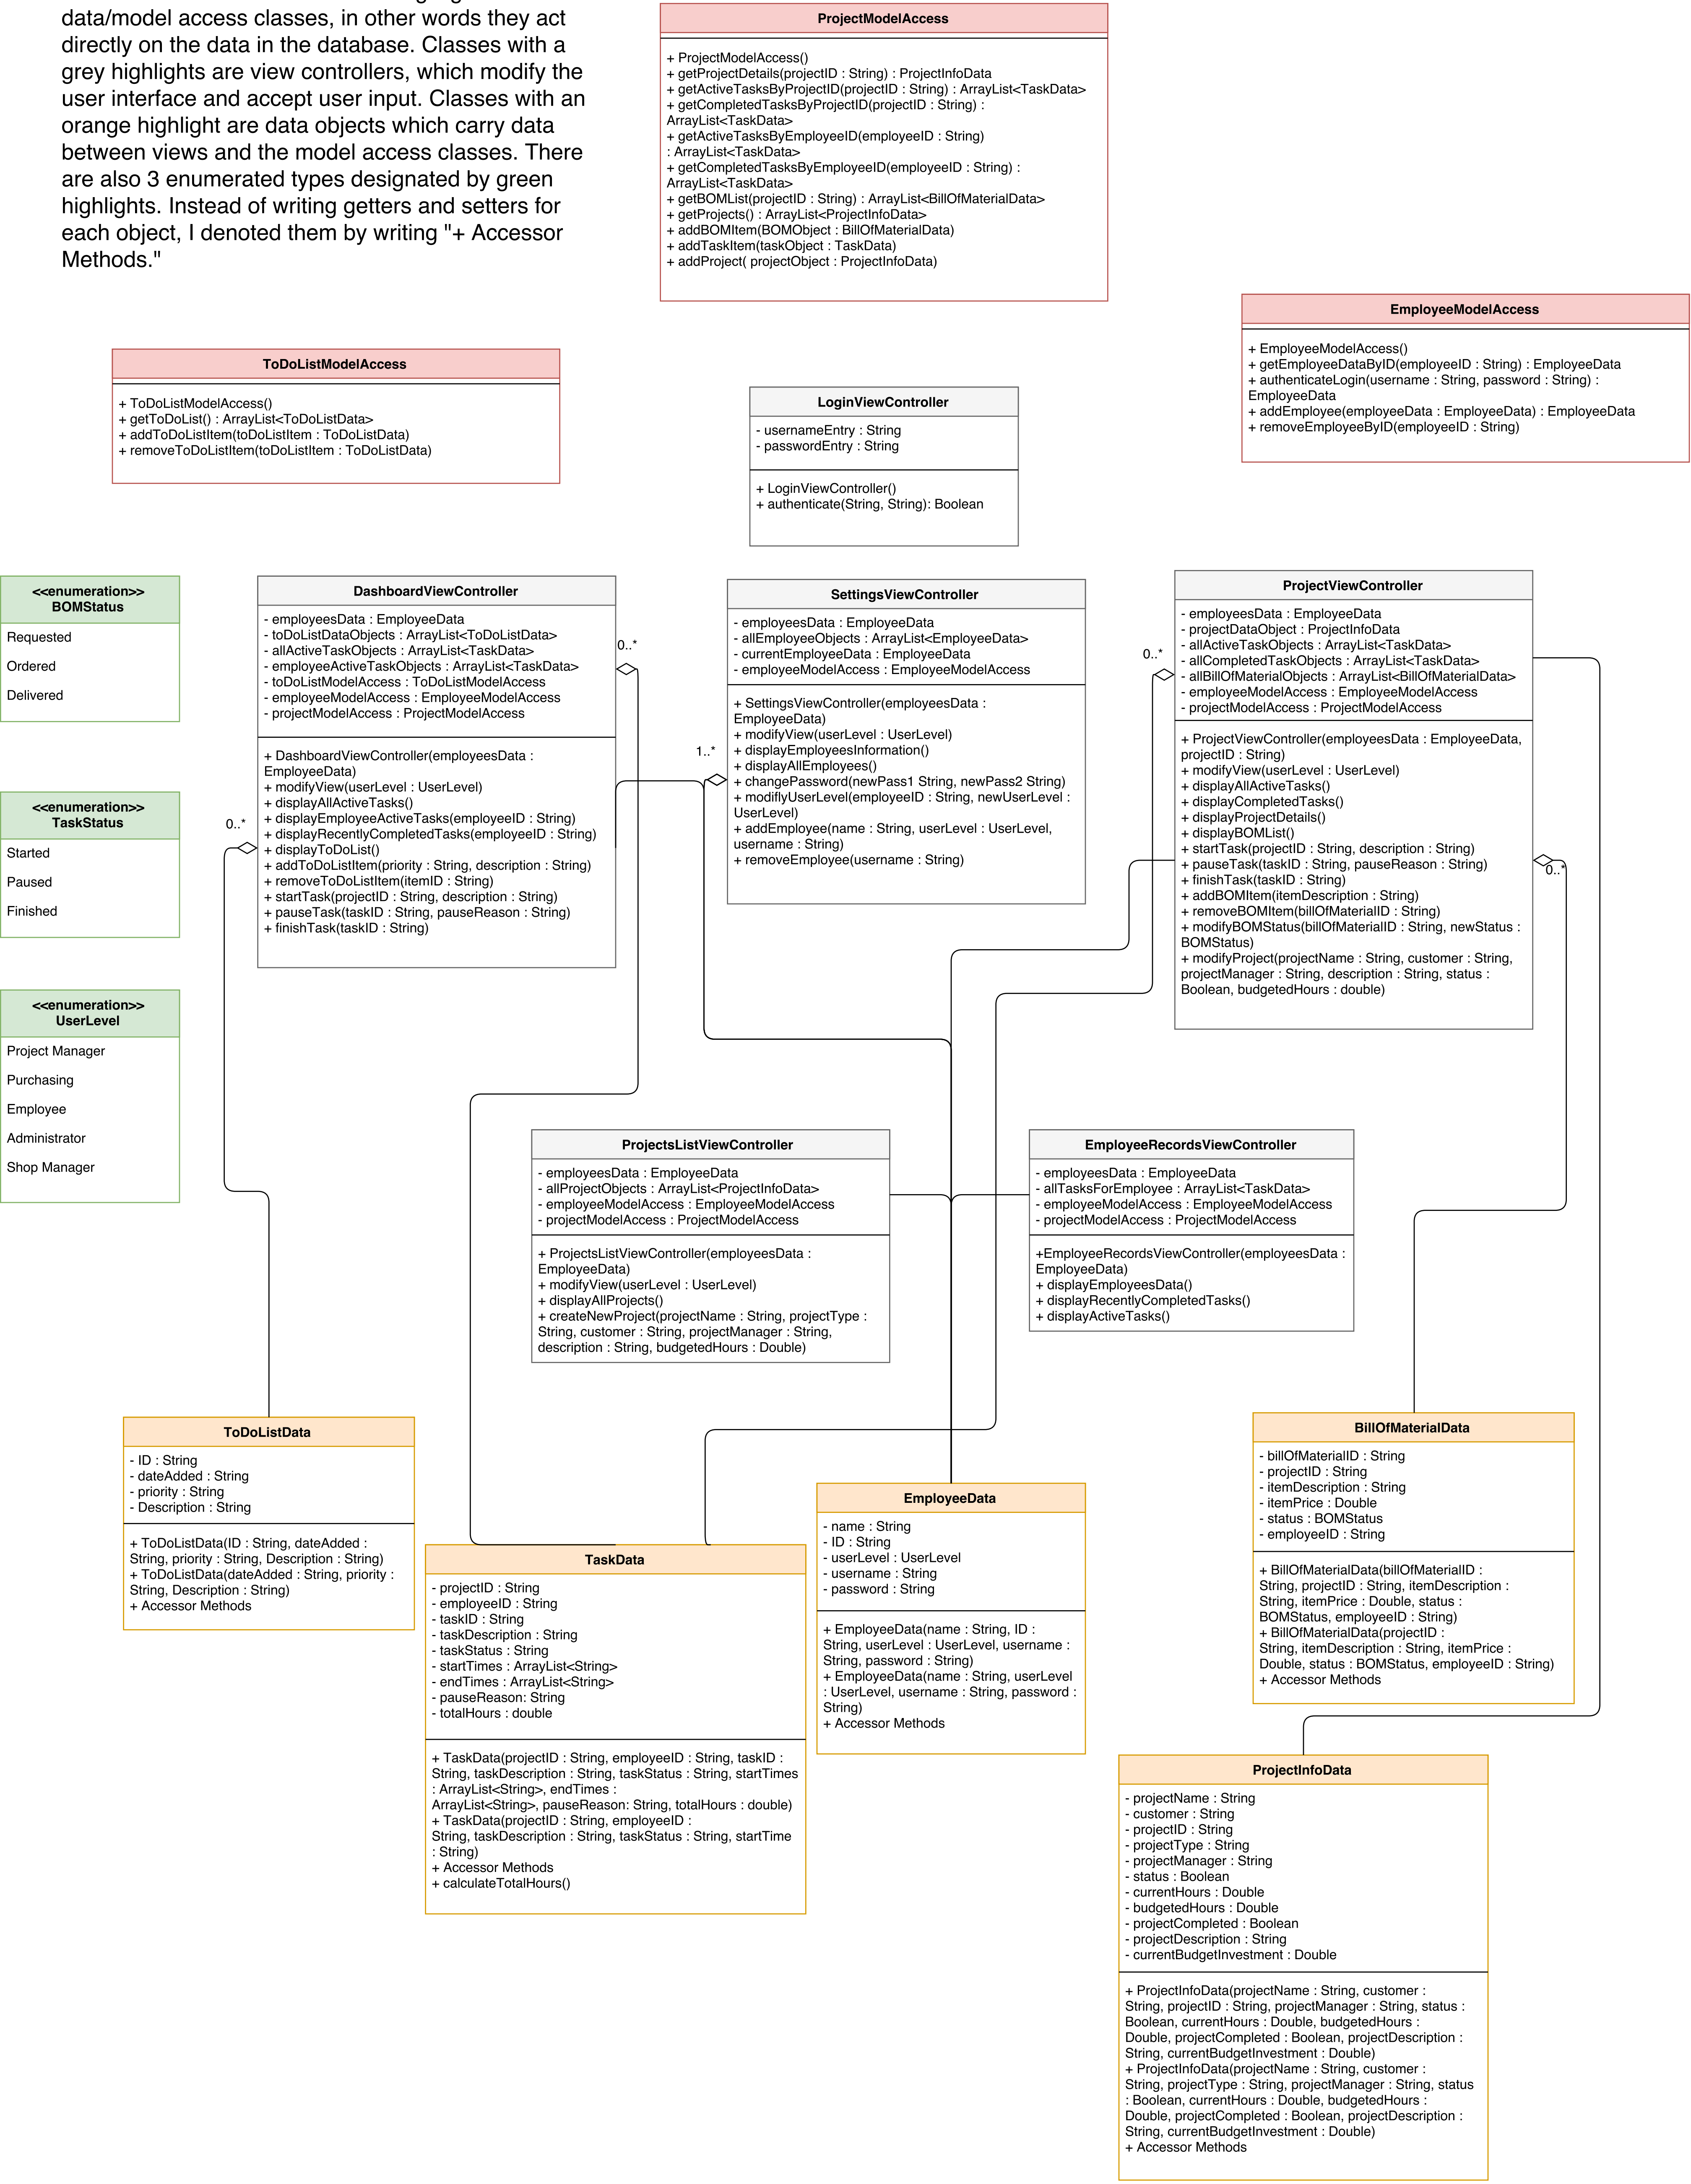 data/model access classes, in other words they act
directly on the data in the database. Classes with a
grey highlights are view controllers, which modify the
user interface and accept user input. Classes with an
orange highlight are data objects which carry data
between views and the model access classes. There
are also 3 enumerated types designated by green
highlights. Instead of writing getters and setters for
each object, I denoted them by writing "+ Accessor
Methods."
ProjectModelAccess
+ ProjectModelAccess()
+ getProjectDetails(projectID : String) : ProjectInfoData
+ getActiveTasksByProjectID(projectID : String) : ArrayList<TaskData>
+ getCompletedTasksByProjectID(projectID : String) :
ArrayList<TaskData>
+ getActiveTasksByEmployeeID(employeeID : String)
: ArrayList<TaskData>
+ getCompletedTasksByEmployeeID(employeeID : String) :
ArrayList<TaskData>
+ getBOMList(projectID : String) : ArrayList<BillOfMaterialData>
+ getProjects() : ArrayList<ProjectInfoData>
+ addBOMItem(BOMObject : BillOfMaterialData)
+ addTaskItem(taskObject : TaskData)
+ addProject( projectObject : ProjectInfoData)
EmployeeModelAccess
+ EmployeeModelAccess()
+ getEmployeeDataByID(employeeID : String) : EmployeeData
+ authenticateLogin(username : String, password : String) :
EmployeeData
+ addEmployee(employeeData : EmployeeData) : EmployeeData
+ removeEmployeeByID(employeeID : String)
ToDoListModelAccess
+ ToDoListModelAccess()
+ getToDoList() : ArrayList<ToDoListData>
+ addToDoListItem(toDoListItem : ToDoListData)
+ removeToDoListItem(toDoListItem : ToDoListData)
LoginViewController
- usernameEntry : String
- passwordEntry : String
+ LoginViewController()
+ authenticate(String, String): Boolean
<<enumeration>>
BOMStatus
Requested
Ordered
Delivered
<<enumeration>>
TaskStatus
Started
Paused
Finished
<<enumeration>>
UserLevel
Project Manager
Purchasing
Employee
Administrator
Shop Manager
DashboardViewController
- employeesData : EmployeeData
- toDoListDataObjects : ArrayList<ToDoListData>
- allActiveTaskObjects : ArrayList<TaskData>
- employeeActiveTaskObjects : ArrayList<TaskData>
- toDoListModelAccess : ToDoListModelAccess
- employeeModelAccess : EmployeeModelAccess
- projectModelAccess : ProjectModelAccess
+ DashboardViewController(employeesData :
EmployeeData)
+ modifyView(userLevel : UserLevel)
+ displayAllActiveTasks()
+ displayEmployeeActiveTasks(employeeID : String)
+ displayRecentlyCompletedTasks(employeeID : String)
+ displayToDoList()
+ addToDoListItem(priority : String, description : String)
+ removeToDoListItem(itemID : String)
+ startTask(projectID : String, description : String)
+ pauseTask(taskID : String, pauseReason : String)
+ finishTask(taskID : String)
0..*
0..*
1..*
SettingsViewController
- employeesData : EmployeeData
- allEmployeeObjects : ArrayList<EmployeeData>
- currentEmployeeData : EmployeeData
- employeeModelAccess : EmployeeModelAccess
+ SettingsViewController(employeesData :
EmployeeData)
+ modifyView(userLevel : UserLevel)
+ displayEmployeesInformation()
+ displayAllEmployees()
+ changePassword(newPass1 String, newPass2 String)
+ modiflyUserLevel(employeeID : String, newUserLevel :
UserLevel)
+ addEmployee(name : String, userLevel : UserLevel,
username : String)
+ removeEmployee(username : String)
0..*
0..*
ProjectViewController
- employeesData : EmployeeData
- projectDataObject : ProjectInfoData
- allActiveTaskObjects : ArrayList<TaskData>
- allCompletedTaskObjects : ArrayList<TaskData>
- allBillOfMaterialObjects : ArrayList<BillOfMaterialData>
- employeeModelAccess : EmployeeModelAccess
- projectModelAccess : ProjectModelAccess
+ ProjectViewController(employeesData : EmployeeData,
projectID : String)
+ modifyView(userLevel : UserLevel)
+ displayAllActiveTasks()
+ displayCompletedTasks()
+ displayProjectDetails()
+ displayBOMList()
+ startTask(projectID : String, description : String)
+ pauseTask(taskID : String, pauseReason : String)
+ finishTask(taskID : String)
+ addBOMItem(itemDescription : String)
+ removeBOMItem(billOfMaterialID : String)
+ modifyBOMStatus(billOfMaterialID : String, newStatus :
BOMStatus)
+ modifyProject(projectName : String, customer : String,
projectManager : String, description : String, status :
Boolean, budgetedHours : double)
ProjectsListViewController
- employeesData : EmployeeData
- allProjectObjects : ArrayList<ProjectInfoData>
- employeeModelAccess : EmployeeModelAccess
- projectModelAccess : ProjectModelAccess
+ ProjectsListViewController(employeesData :
EmployeeData)
+ modifyView(userLevel : UserLevel)
+ displayAllProjects()
+ createNewProject(projectName : String, projectType :
String, customer : String, projectManager : String,
description : String, budgetedHours : Double)
EmployeeRecordsViewController
- employeesData : EmployeeData
- allTasksForEmployee : ArrayList<TaskData>
- employeeModelAccess : EmployeeModelAccess
- projectModelAccess : ProjectModelAccess
+EmployeeRecordsViewController(employeesData :
EmployeeData)
+ displayEmployeesData()
+ displayRecentlyCompletedTasks()
+ displayActiveTasks()
ToDoListData
- ID : String
- dateAdded : String
- priority : String
- Description : String
+ ToDoListData(ID : String, dateAdded :
String, priority : String, Description : String)
+ ToDoListData(dateAdded : String, priority :
String, Description : String)
+ Accessor Methods
TaskData
- projectID : String
- employeeID : String
- taskID : String
- taskDescription : String
- taskStatus : String
- startTimes : ArrayList<String>
- endTimes : ArrayList<String>
- pauseReason: String
- totalHours : double
+ TaskData(projectID : String, employeeID : String, taskID :
String, taskDescription : String, taskStatus : String, startTimes
: ArrayList<String>, endTimes :
ArrayList<String>, pauseReason: String, totalHours : double)
+ TaskData(projectID : String, employeeID :
String, taskDescription : String, taskStatus : String, startTime
: String)
+ Accessor Methods
+ calculateTotalHours()
EmployeeData
- name : String
- ID : String
- userLevel : UserLevel
- username : String
- password : String
+ EmployeeData(name : String, ID :
String, userLevel : UserLevel, username :
String, password : String)
+ EmployeeData(name : String, userLevel
: UserLevel, username : String, password :
String)
+ Accessor Methods
BillOfMaterialData
- billOfMaterialID : String
- projectID : String
- itemDescription : String
- itemPrice : Double
- status : BOMStatus
- employeeID : String
+ BillOfMaterialData(billOfMaterialID :
String, projectID : String, itemDescription :
String, itemPrice : Double, status :
BOMStatus, employeeID : String)
+ BillOfMaterialData(projectID :
String, itemDescription : String, itemPrice :
Double, status : BOMStatus, employeeID : String)
+ Accessor Methods
ProjectInfoData
- projectName : String
- customer : String
- projectID : String
- projectType : String
- projectManager : String
- status : Boolean
- currentHours : Double
- budgetedHours : Double
- projectCompleted : Boolean
- projectDescription : String
- currentBudgetInvestment : Double
+ ProjectInfoData(projectName : String, customer :
String, projectID : String, projectManager : String, status :
Boolean, currentHours : Double, budgetedHours :
Double, projectCompleted : Boolean, projectDescription :
String, currentBudgetInvestment : Double)
+ ProjectInfoData(projectName : String, customer :
String, projectType : String, projectManager : String, status
: Boolean, currentHours : Double, budgetedHours :
Double, projectCompleted : Boolean, projectDescription :
String, currentBudgetInvestment : Double)
+ Accessor Methods